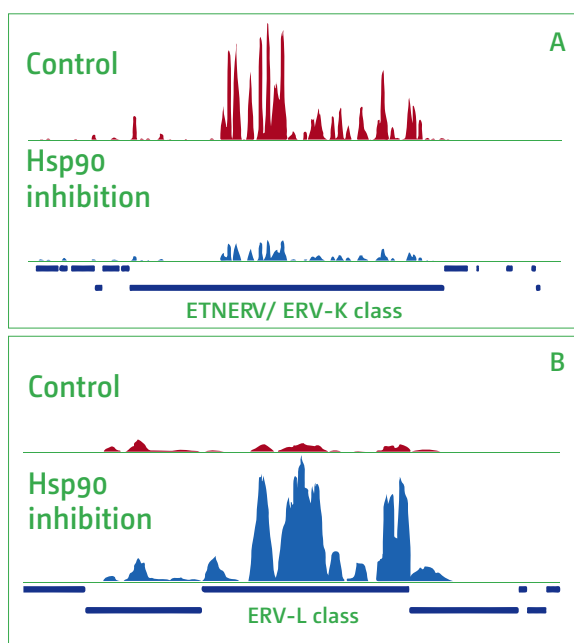 A
Control
Hsp90
inhibition
ETNERV/ ERV-K class
B
Control
Hsp90
inhibition
ERV-L class